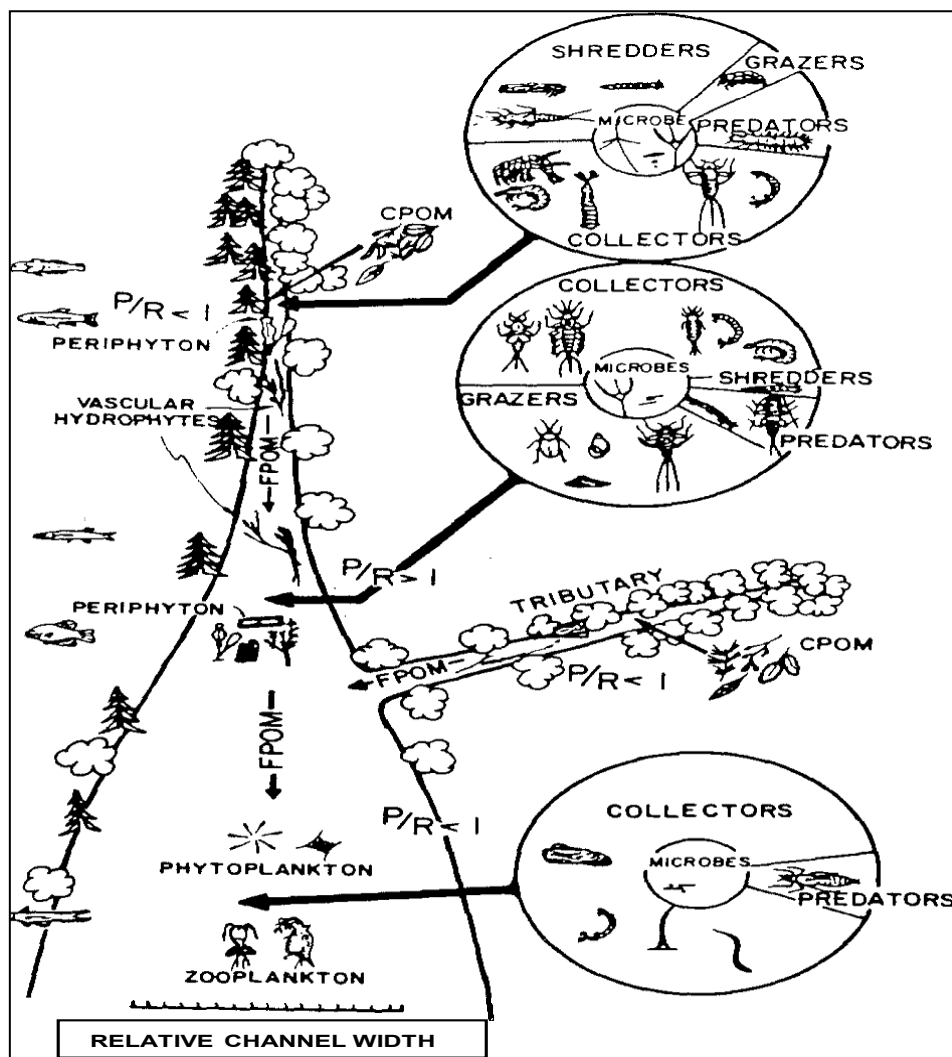 SHREDDERS
GRAZERS
MICROBE
PREDATORS
COLLECTORS
CPOM
P/R < 1
PERIPHYTON
VASCULAR
HYDROPHYTES
FPOM
COLLECTORS
MICROBES
SHREDDERS
GRAZERS
PREDATORS
P/R > 1
PERIPHYTON
TRIBUTARY
CPOM
FPOM
P/R < 1
FPOM
P/R < 1
PHYTOPLANKTON
COLLECTORS
MICROBES
PREDATORS
ZOOPLANKTON
RELATIVE CHANNEL WIDTH